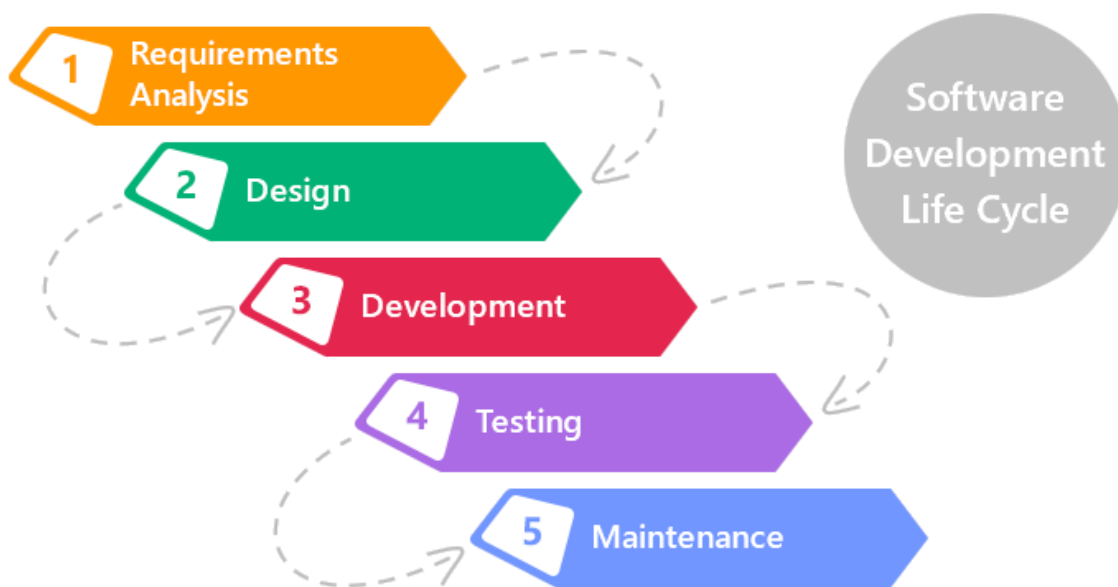 1
Requirements
Analysis
2
Design
3
Development
4
Testing
5
Maintenance
Software
Development
Life Cycle